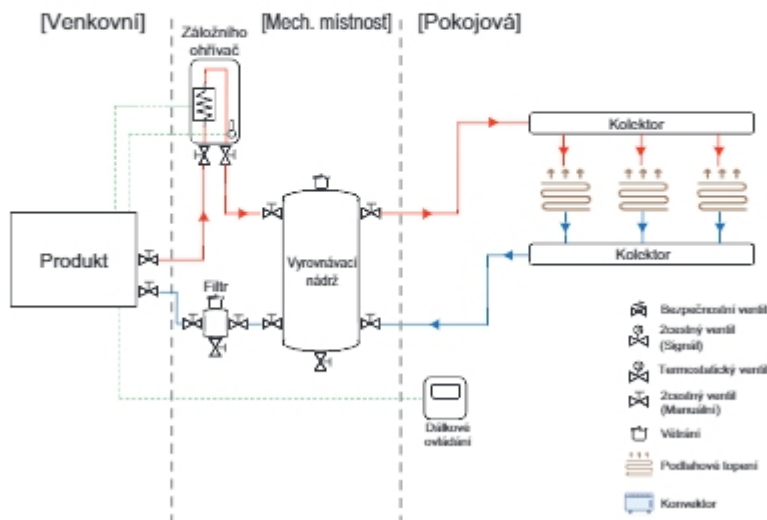 [Venkovní]
[Mech. místnost]
[Pokojová]
Záložního
ohřívač
Kolektor
Produkt
Filtr
Vyrovnávací
nádrž
Kolektor
Dálkové
ovládání
Bezpečnostní ventil
2cestný ventil
(Signál)
Termostatický ventil
2cestný ventil
(Manuální)
Větrání
Podlahové topení
Konvektor